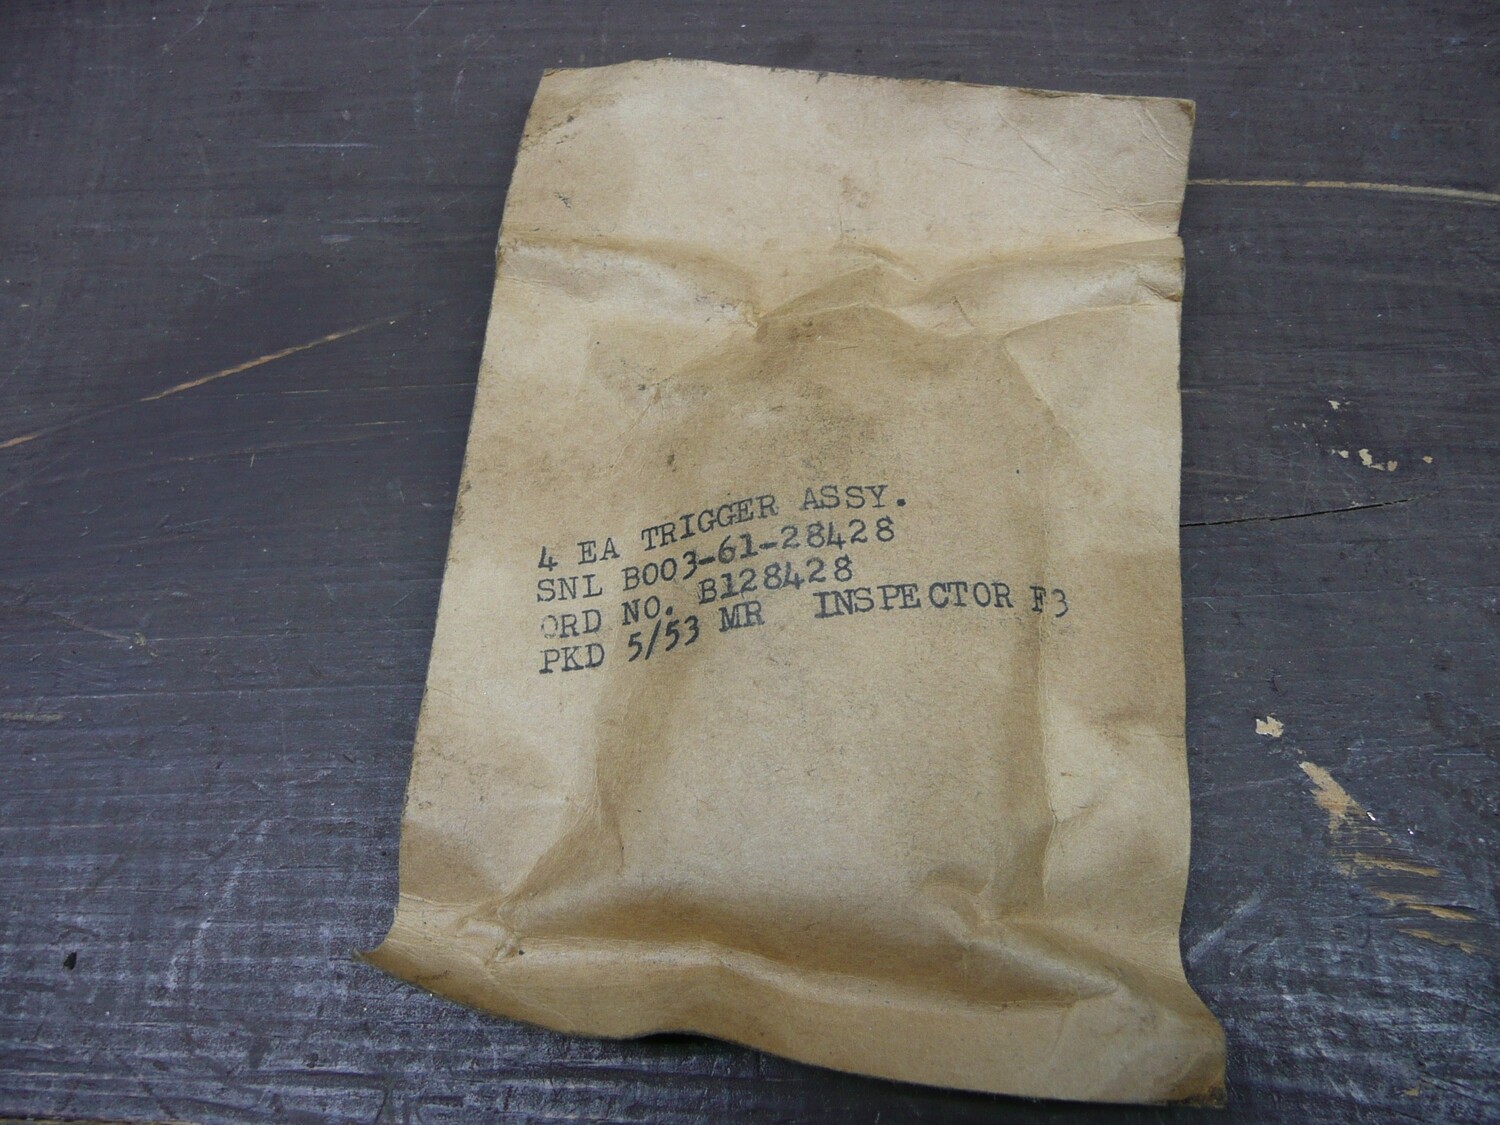 4 EA TRIGGER ASSY.
SNL B003-61-28428
ORD NO. B128428
PKD 5/53 MR INSPECTOR F3